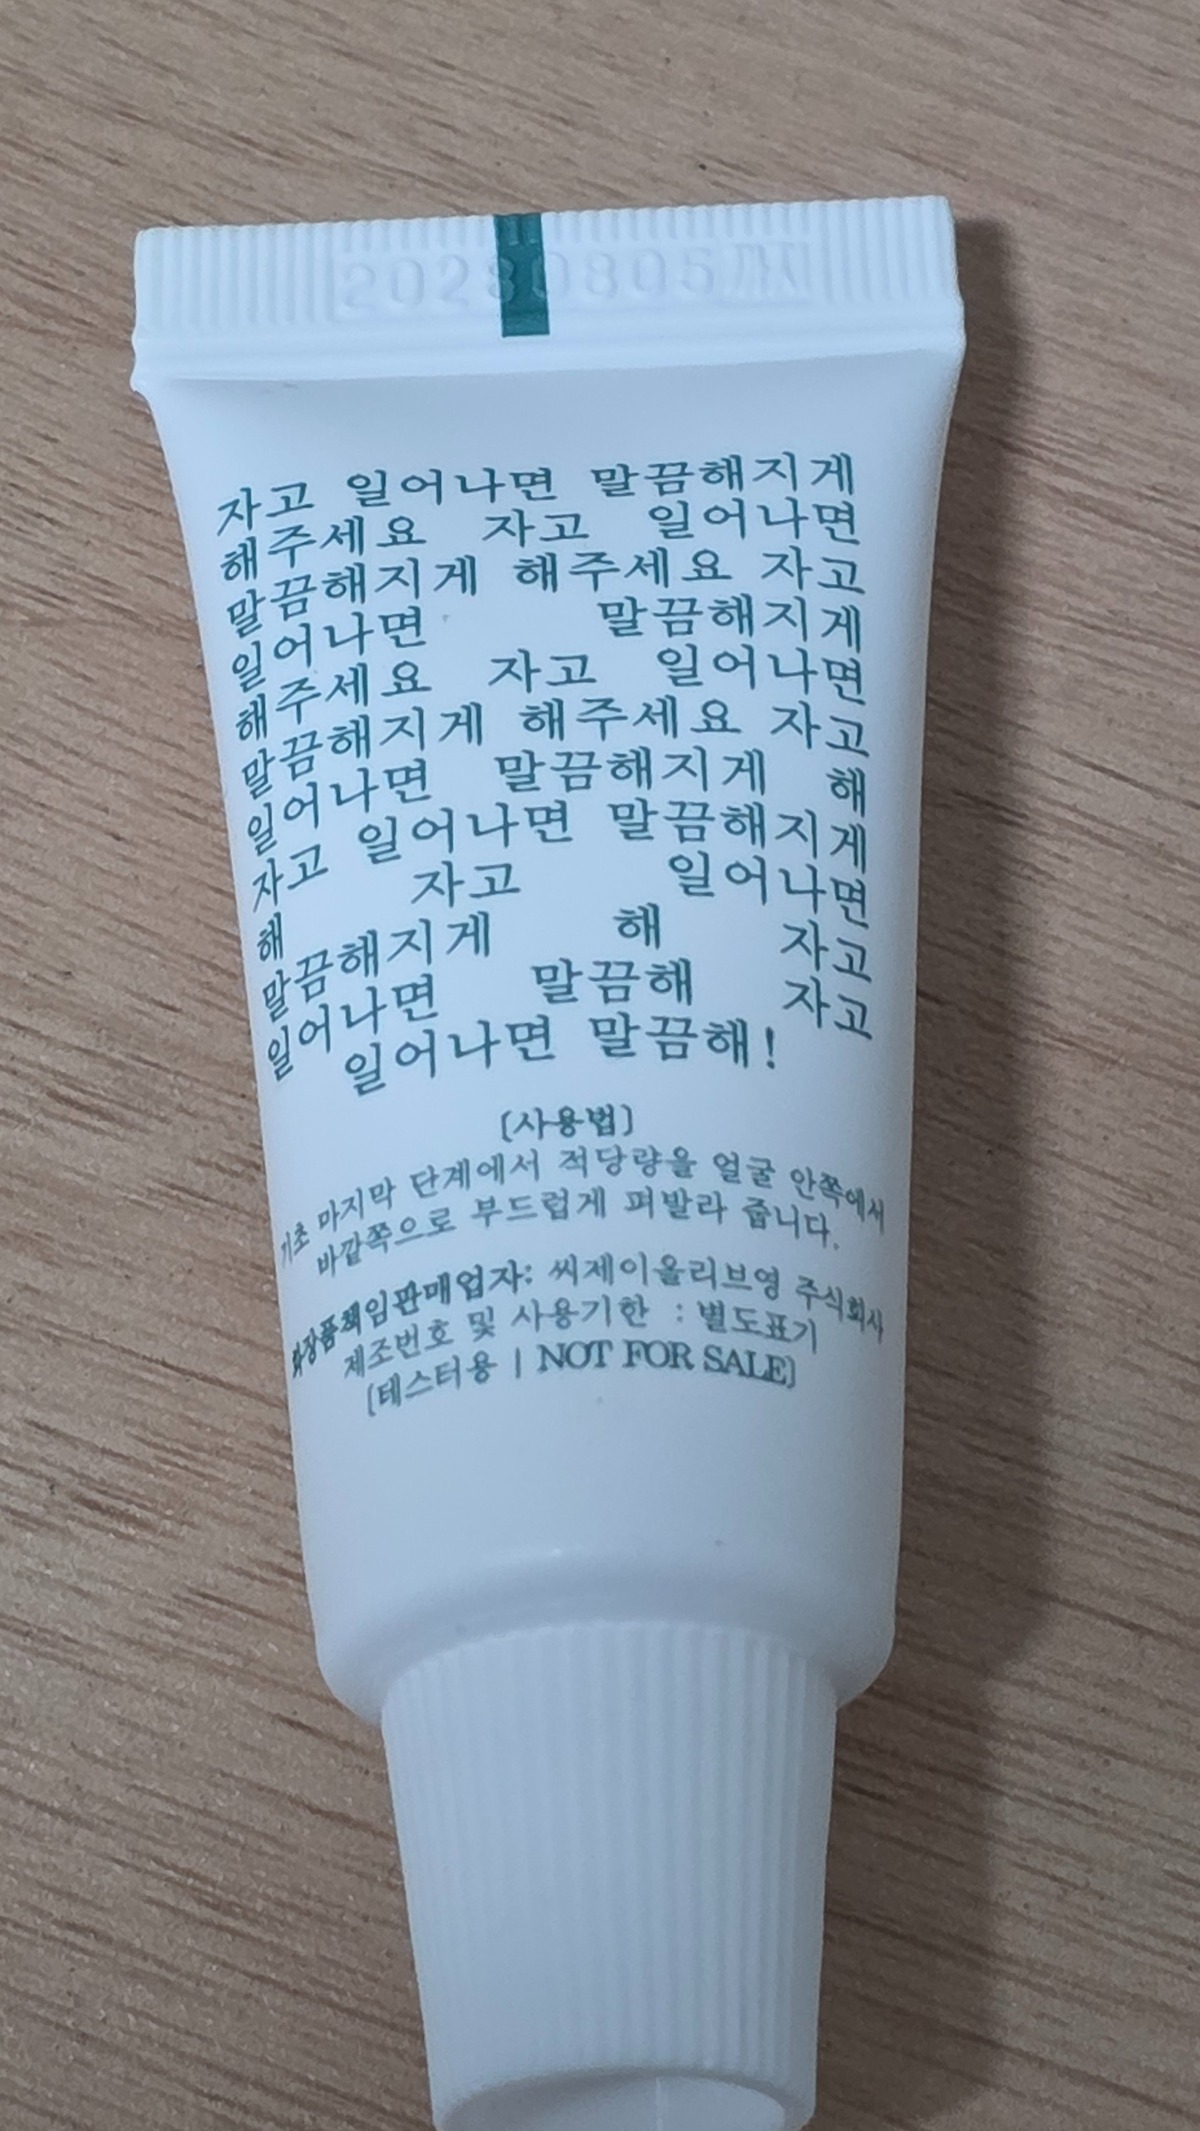 20280805까지
자고 일어나면 말끔해지게
해주세요 자고 일어나면
말끔해지게 해주세요 자고
일어나면 말끔해지게
해주세요 자고 일어나면
말끔해지게 해주세요 자고
일어나면 말끔해지게 해
자고 일어나면 말끔해지게
해 자고 일어나면
말끔해지게 해 자고
일어나면 말끔해 자고
일어나면 말끔해!
[사용법]
기초 마지막 단계에서 적당량을 얼굴 안쪽에서
바깥쪽으로 부드럽게 펴발라 줍니다.
화장품책임판매업자: 씨제이올리브영 주식회사
제조번호 및 사용기한 : 별도표기
[테스터용 | NOT FOR SALE]